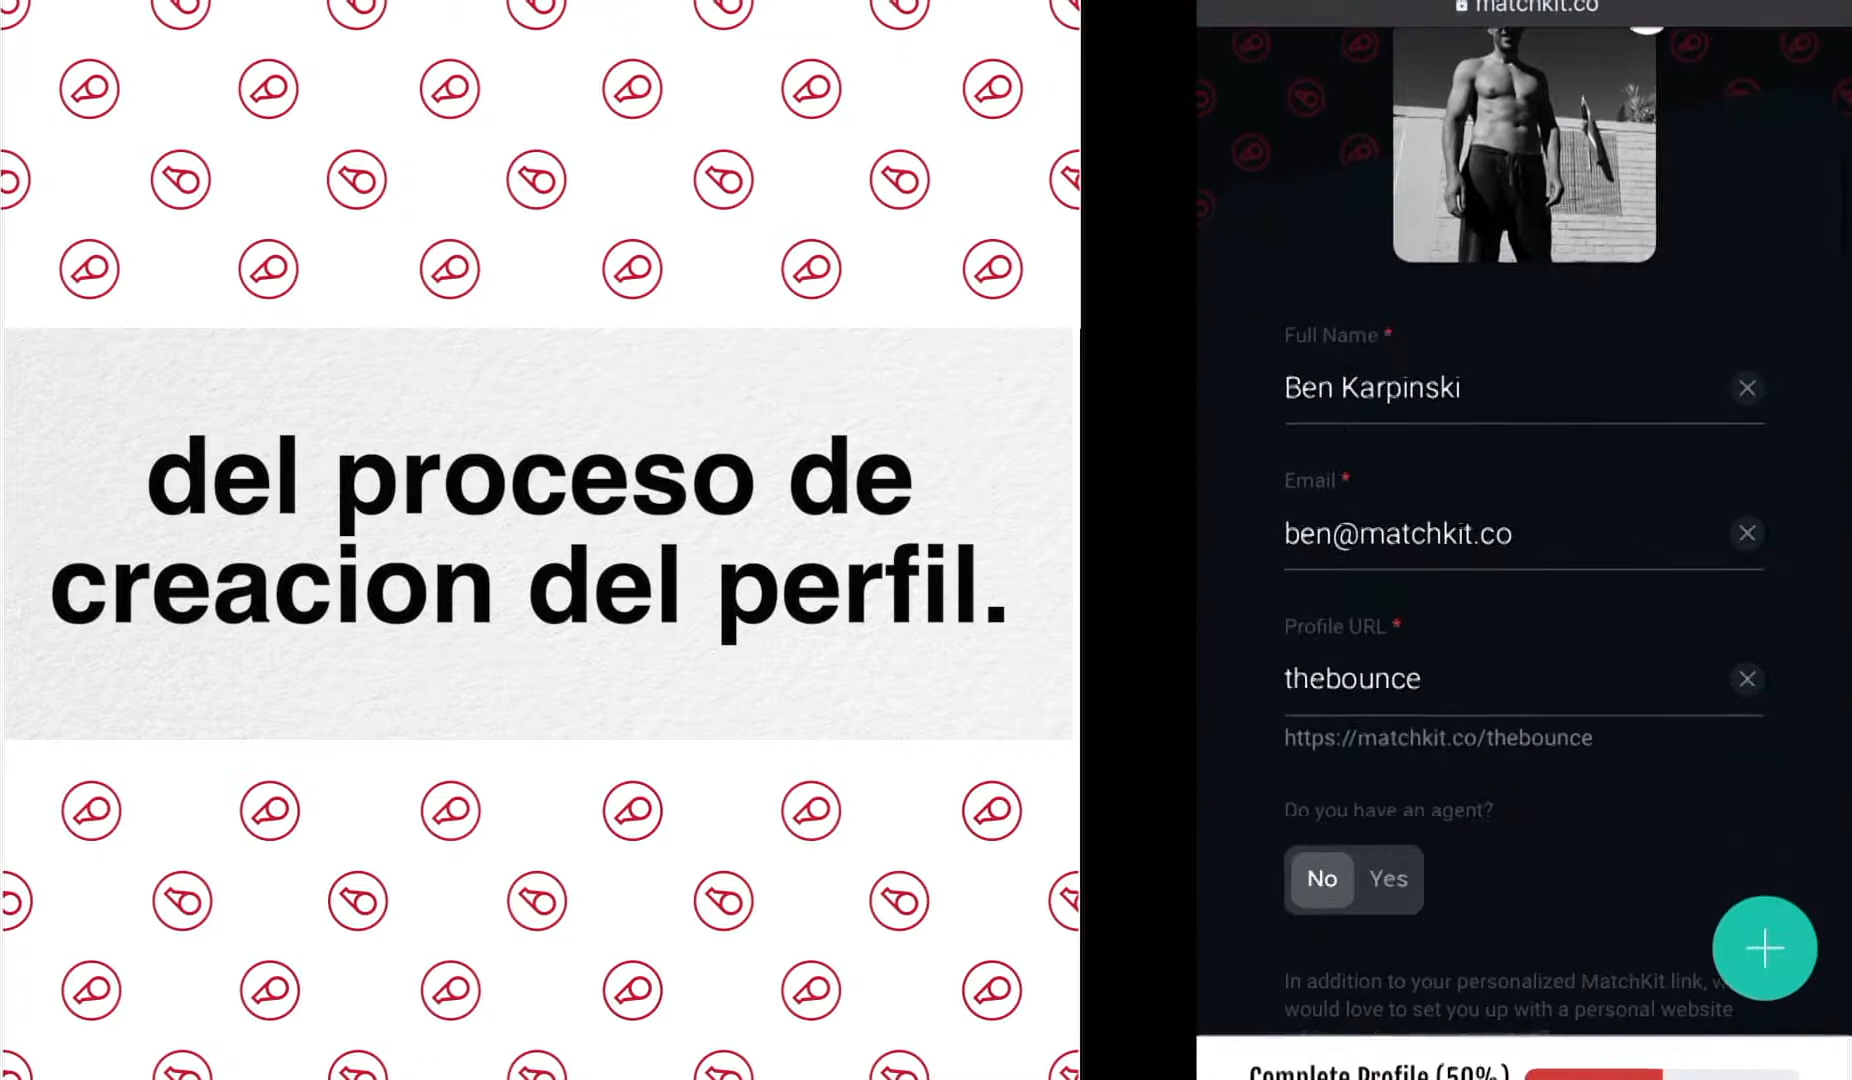 del proceso de
creacion del perfil.
matchkit.co
Full Name *
Ben Karpinski
Email *
ben@matchkit.co
Profile URL *
thebounce
https://matchkit.co/thebounce
Do you have an agent?
No Yes
In addition to your personalized MatchKit link,
would love to set you up with a personal website
Complete Profile (50%)